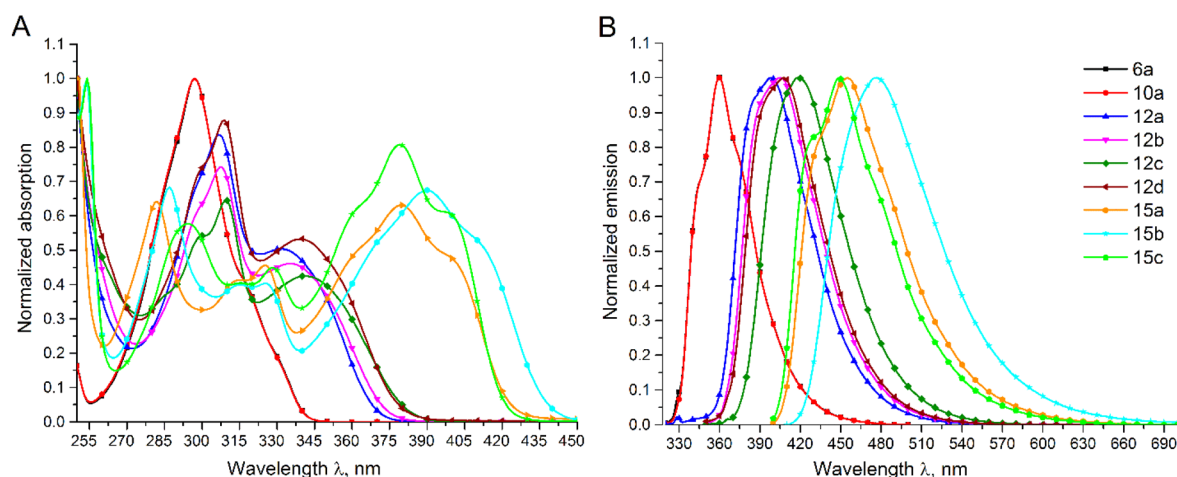 A
Normalized absorption
1.1
1.0
0.9
0.8
0.7
0.6
0.5
0.4
0.3
0.2
0.1
0.0
255 270 285 300 315 330 345 360 375 390 405 420 435 450
Wavelength λ, nm
B
Normalized emission
1.1
1.0
0.9
0.8
0.7
0.6
0.5
0.4
0.3
0.2
0.1
0.0
330 360 390 420 450 480 510 540 570 600 630 660 690
Wavelength λ, nm
6a
10a
12a
12b
12c
12d
15a
15b
15c